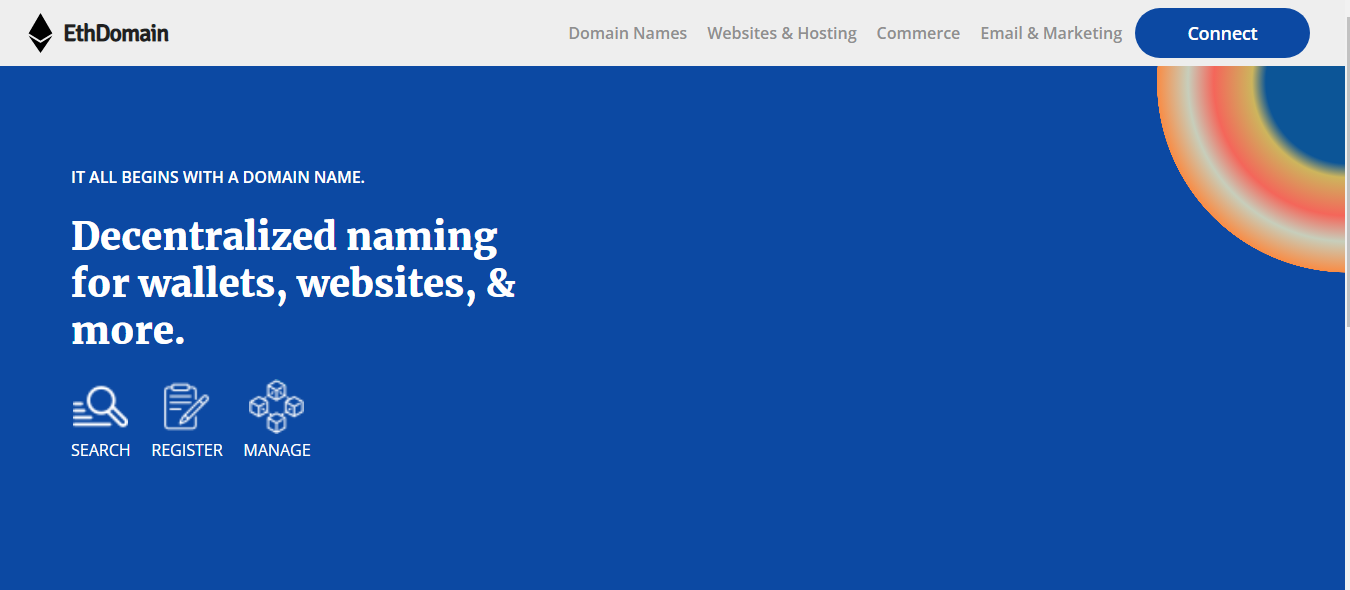 EthDomain
Domain Names
Websites & Hosting
Commerce
Email & Marketing
Connect
IT ALL BEGINS WITH A DOMAIN NAME.
Decentralized naming
for wallets, websites, &
more.
SEARCH
REGISTER
MANAGE